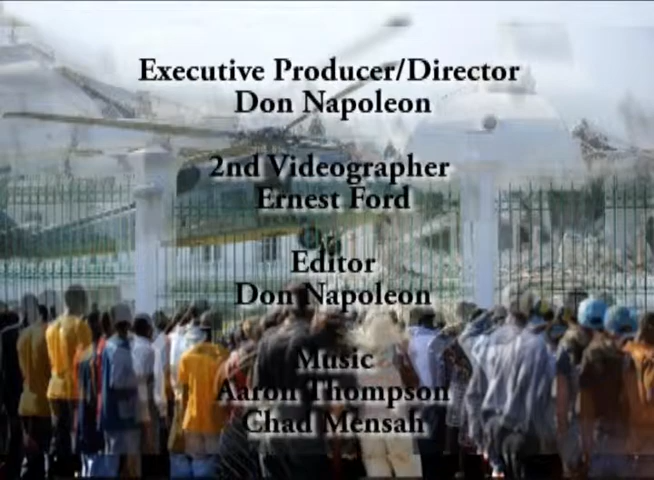 Executive Producer/Director
Don Napoleon
2nd Videographer
Ernest Ford
Editor
Don Napoleon
Music
Aaron Thompson
Chad Mensah